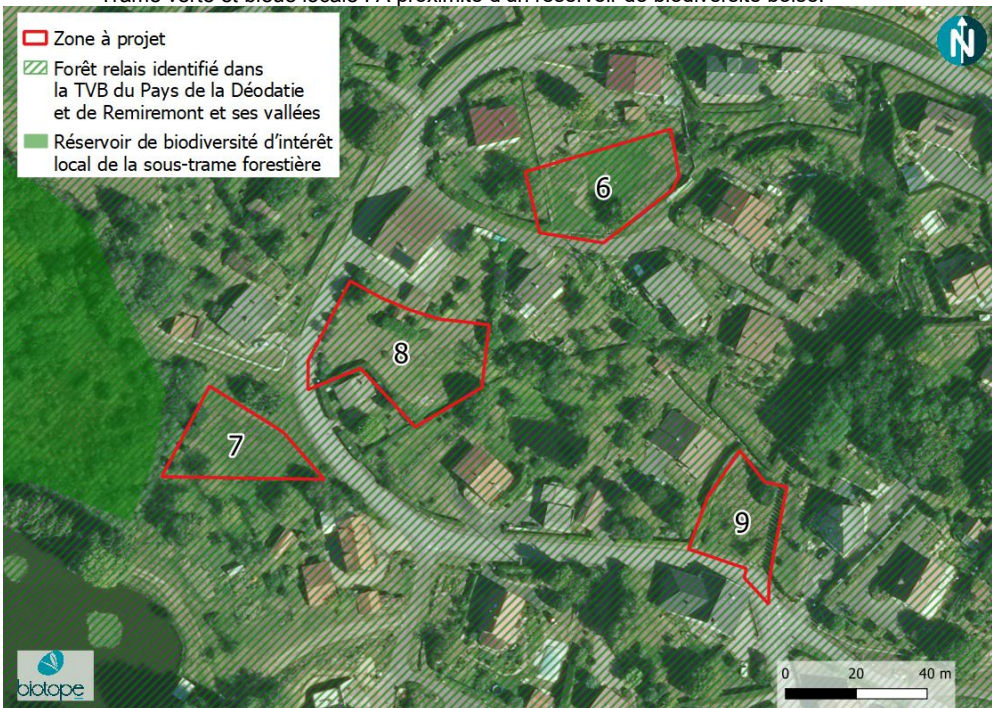 Trame verte et bleue locale : A proximité d'un réservoir de biodiversité boisé.
Zone à projet
Forêt relais identifié dans
la TVB du Pays de la Déodatie
et de Remiremont et ses vallées
Réservoir de biodiversité d'intérêt
local de la sous-trame forestière
N
6
8
7
9
biotope
0 20 40 m